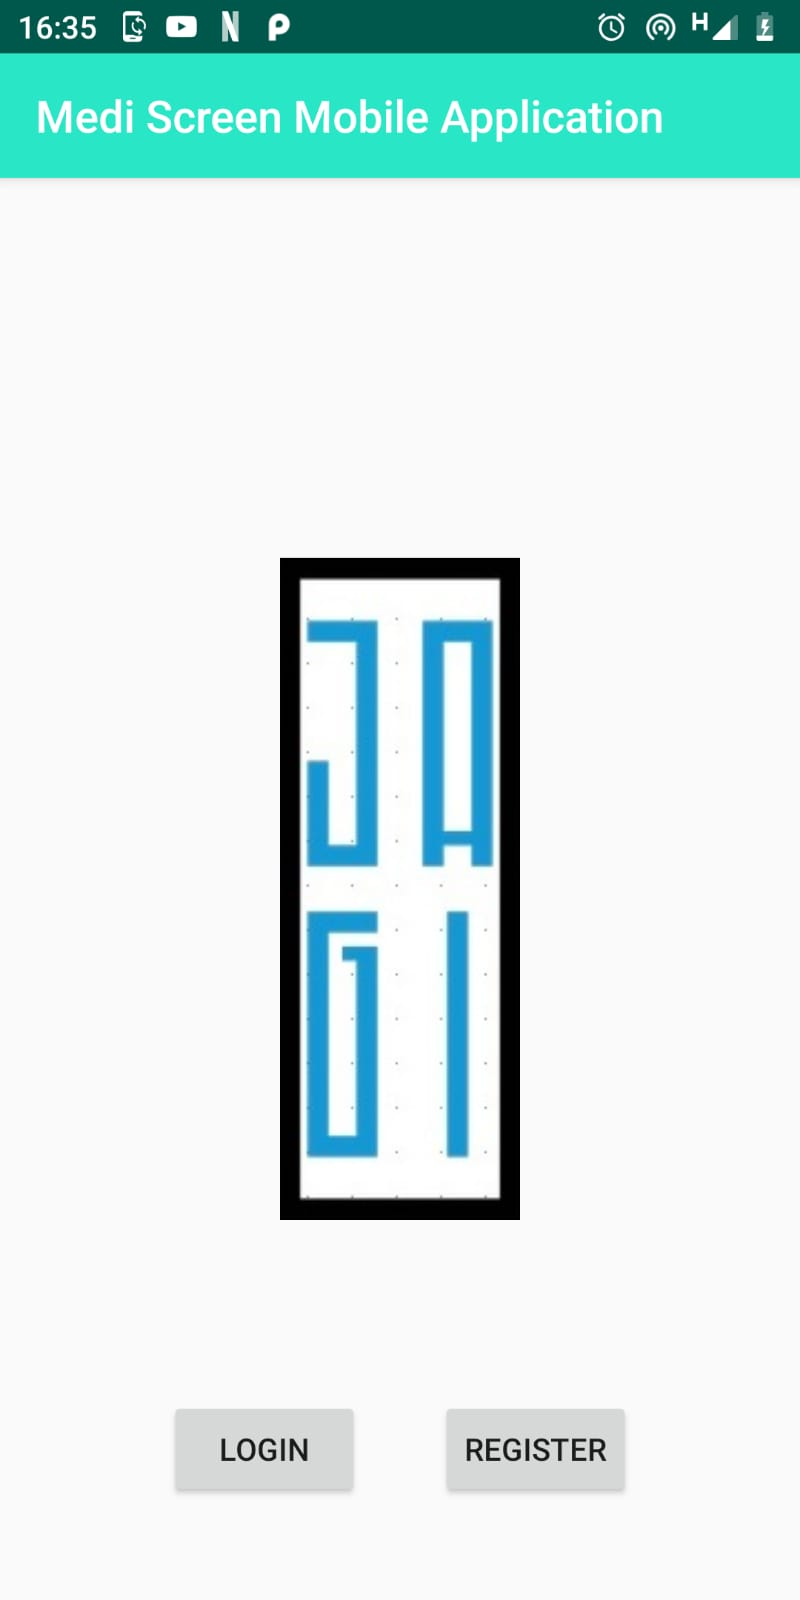 16:35 H
Medi Screen Mobile Application
JA
GI
LOGIN REGISTER